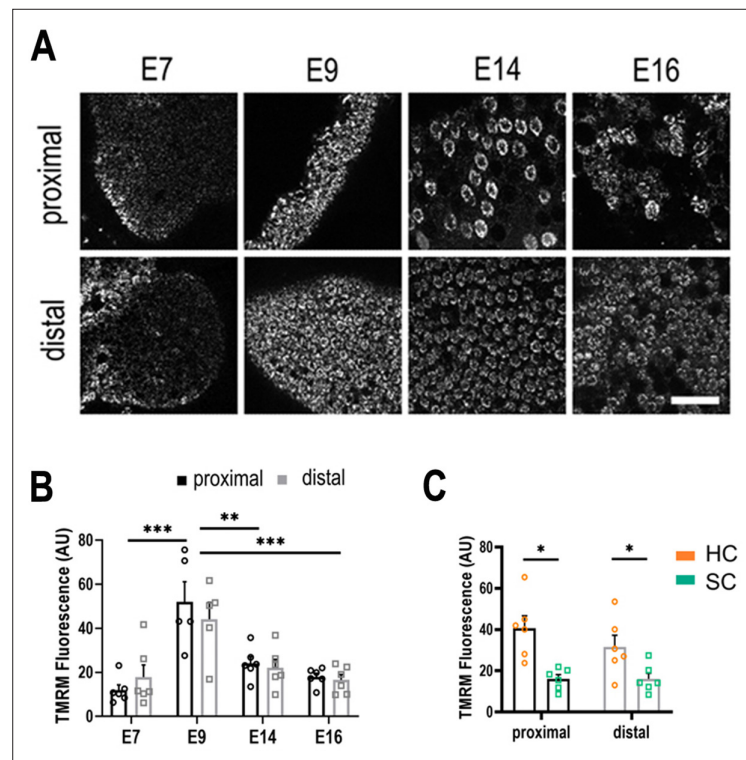 A
E7 E9 E14 E16
proximal
distal
B
proximal distal
TMRM Fluorescence (AU)
80
60
40
20
0
*** ** ***
E7 E9 E14 E16
C
HC
SC
TMRM Fluorescence (AU)
80
60
40
20
0
* *
proximal distal